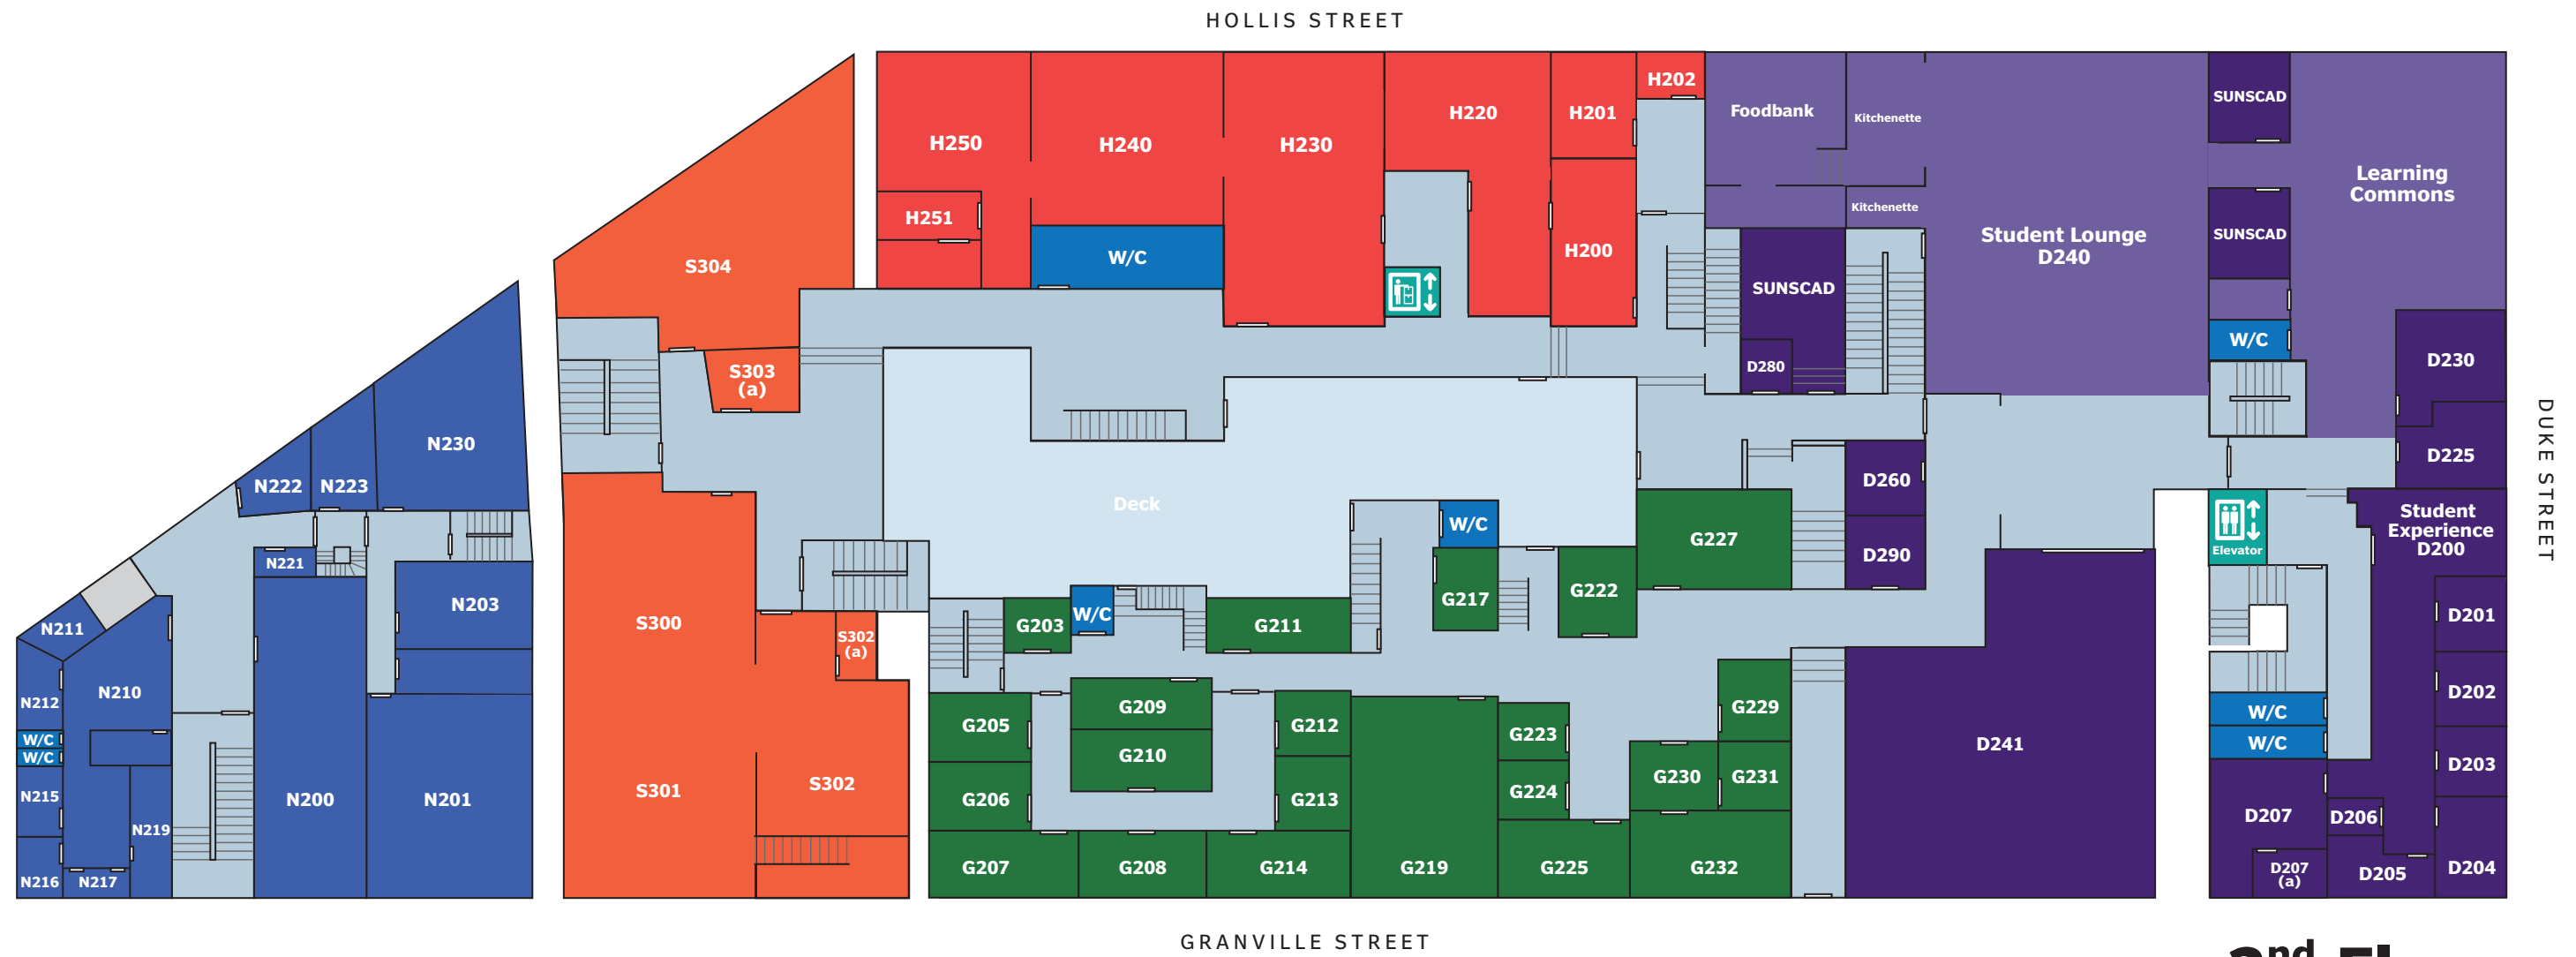 HOLLIS STREET
N222
N223
N230
N221
N203
N211
N212
N210
W/C
W/C
N215
N216
N217
N219
N200
N201
S304
S303
(a)
S300
S302
(a)
S301
S302
H250
H251
H240
W/C
H230
H220
H201
H202
H200
Deck
W/C
G203
W/C
G211
G217
G222
G227
G205
G206
G207
G209
G210
G208
G212
G213
G214
G219
G223
G224
G225
G229
G230
G231
G232
Foodbank
Kitchenette
Kitchenette
SUNSCAD
D280
Student Lounge
D240
SUNSCAD
SUNSCAD
W/C
Learning
Commons
D230
D225
D260
D290
Elevator
Student
Experience
D200
D241
D201
D202
D203
D204
W/C
W/C
D207
D206
D207
(a)
D205
DUKE STREET
GRANVILLE STREET